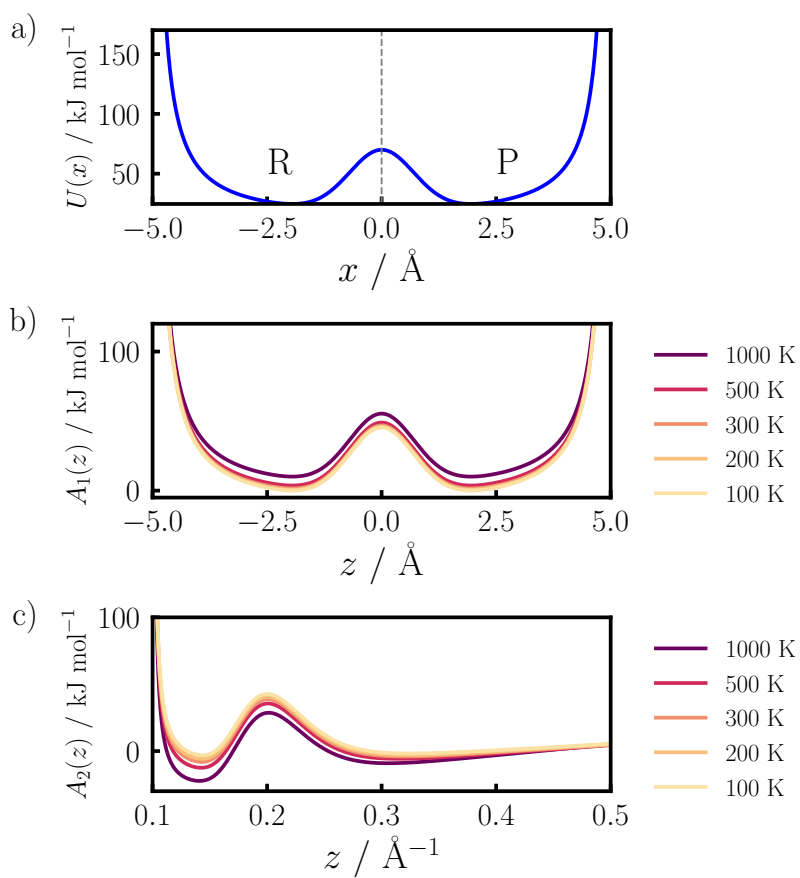 a)
U(x) / kJ mol⁻¹
150
100
50
R
P
−5.0 −2.5 0.0 2.5 5.0
x / Å
b)
A₁(z) / kJ mol⁻¹
100
0
−5.0 −2.5 0.0 2.5 5.0
z / Å
1000 K
500 K
300 K
200 K
100 K
c)
A₂(z) / kJ mol⁻¹
100
0
0.1 0.2 0.3 0.4 0.5
z / Å⁻¹
1000 K
500 K
300 K
200 K
100 K